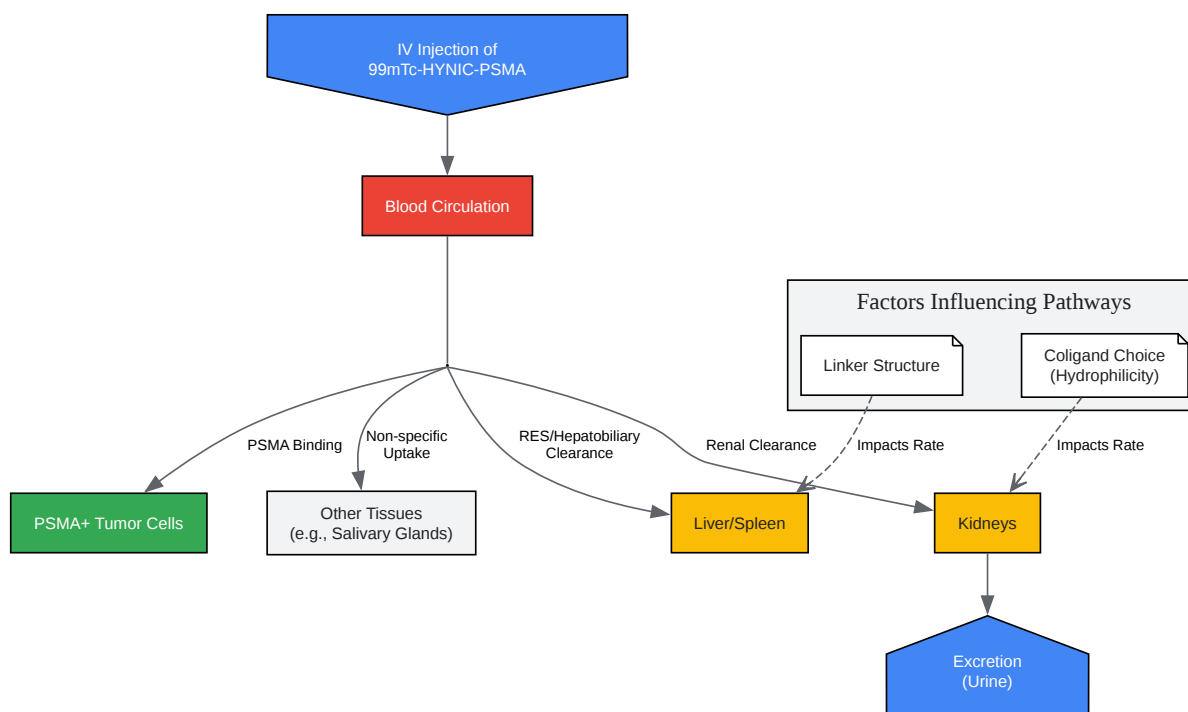 IV Injection of
99mTc-HYNIC-PSMA
Blood Circulation
Factors Influencing Pathways
Linker Structure
Coligand Choice
(Hydrophilicity)
PSMA Binding
Non-specific
Uptake
RES/Hepatobiliary
Clearance
Renal Clearance
Impacts Rate
Impacts Rate
PSMA+ Tumor Cells
Other Tissues
(e.g., Salivary Glands)
Liver/Spleen
Kidneys
Excretion
(Urine)